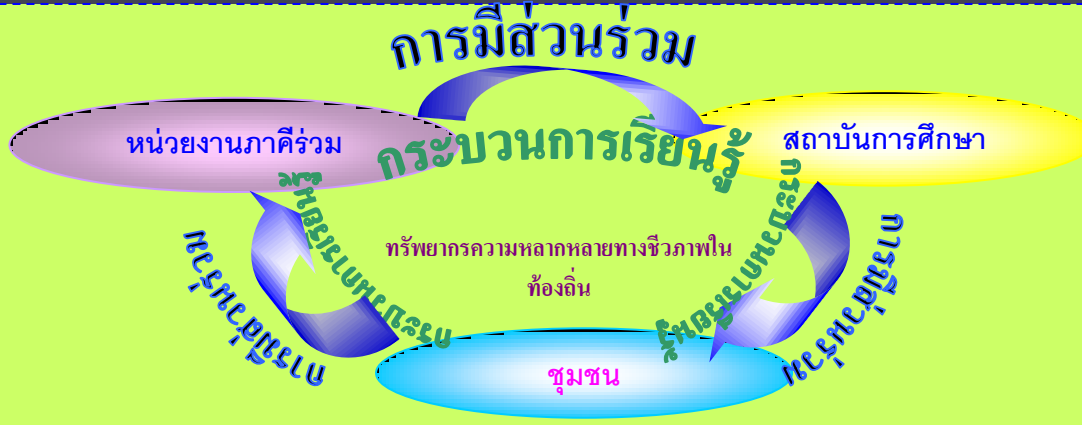 การมีส่วนร่วม
หน่วยงานภาคีร่วม
กระบวนการเรียนรู้
สถาบันการศึกษา
กระบวนการเรียนรู้
กระบวนการเรียนรู้
การมีส่วนร่วม
การมีส่วนร่วม
ทรัพยากรความหลากหลายทางชีวภาพใน
ท้องถิ่น
ชุมชน